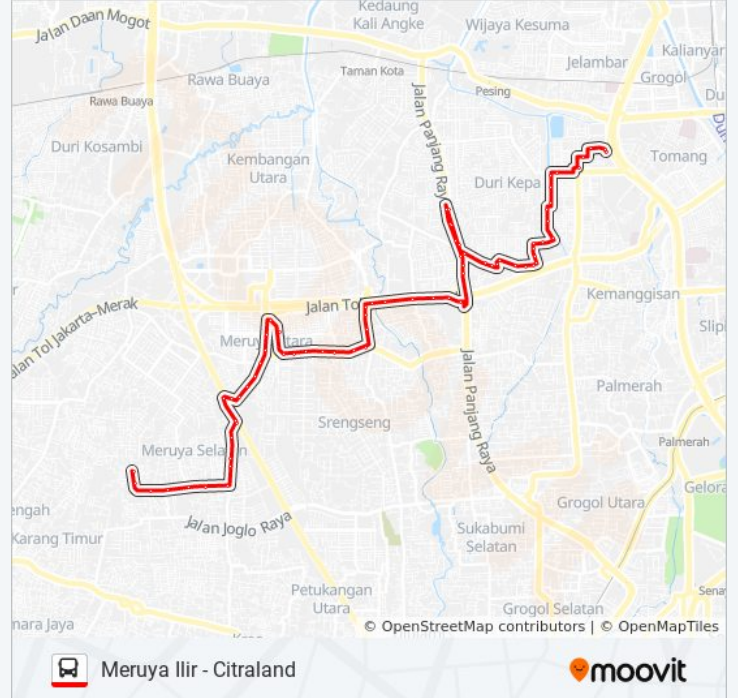 Kedaung
Kali Angke
Jalan Daan Mogot
Wijaya Kesuma
Kalianyar
Jelambar
Taman Kota
Grogol
Rawa Buaya
Pesing
Rawa Buaya
Jalan Panjang Ray
Duri Kosambi
Kembangan
Utara
Tomang
Duri Kepa
Kemanggisan
Jalan Tol
Jalan Tol Jakarta-Merak
Meruya Utara
Palmerah
Jalan Panjang Raya
Srengseng
Palmerah
Meruya Selatan
Gelora
Grogol Utara
Jalan Joglo Raya
Sukabumi
Selatan
Karang Timur
Petukangan
Utara
Grogol Selatan
© OpenStreetMap contributors | © OpenMapTiles
Meruya Ilir - Citraland
moovit